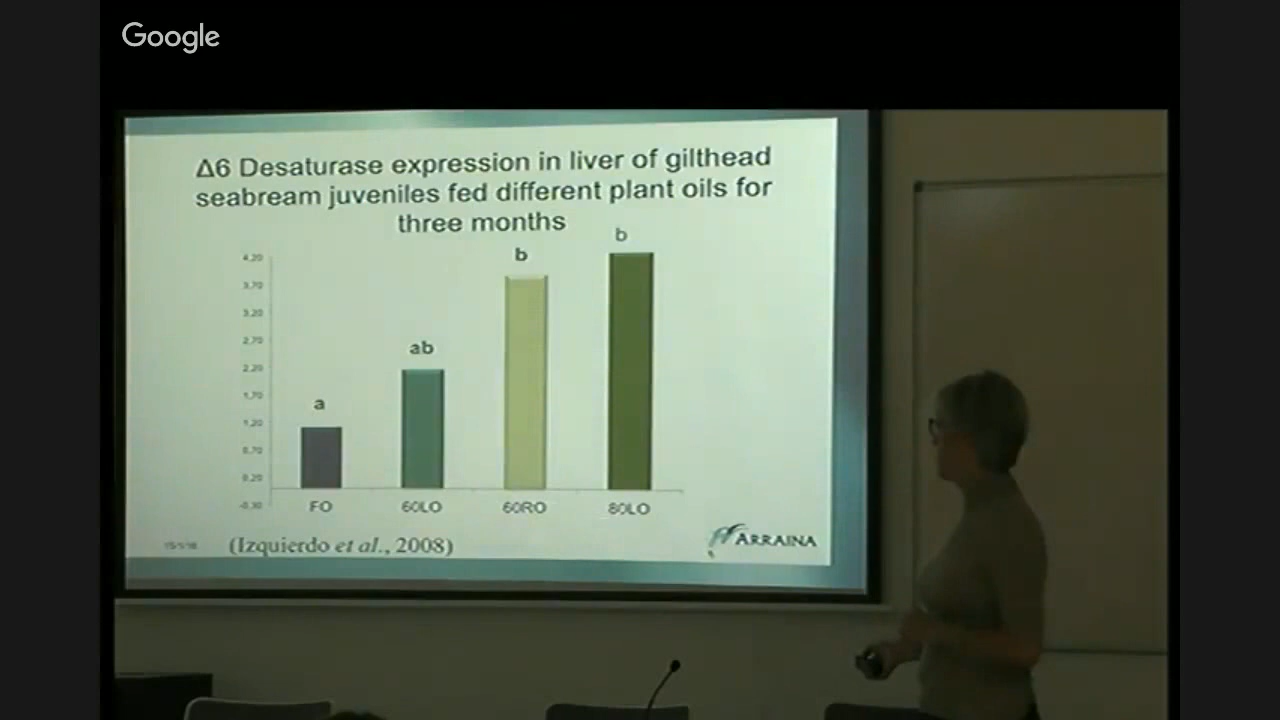 Google
Δ6 Desaturase expression in liver of gilthead
seabream juveniles fed different plant oils for
three months
b
b
ab
a
4,20
3,70
3,20
2,70
2,20
1,70
1,20
0,70
0,20
-0,30
FO
60LO
60RO
80LO
(Izquierdo et al., 2008)
ARRAINA